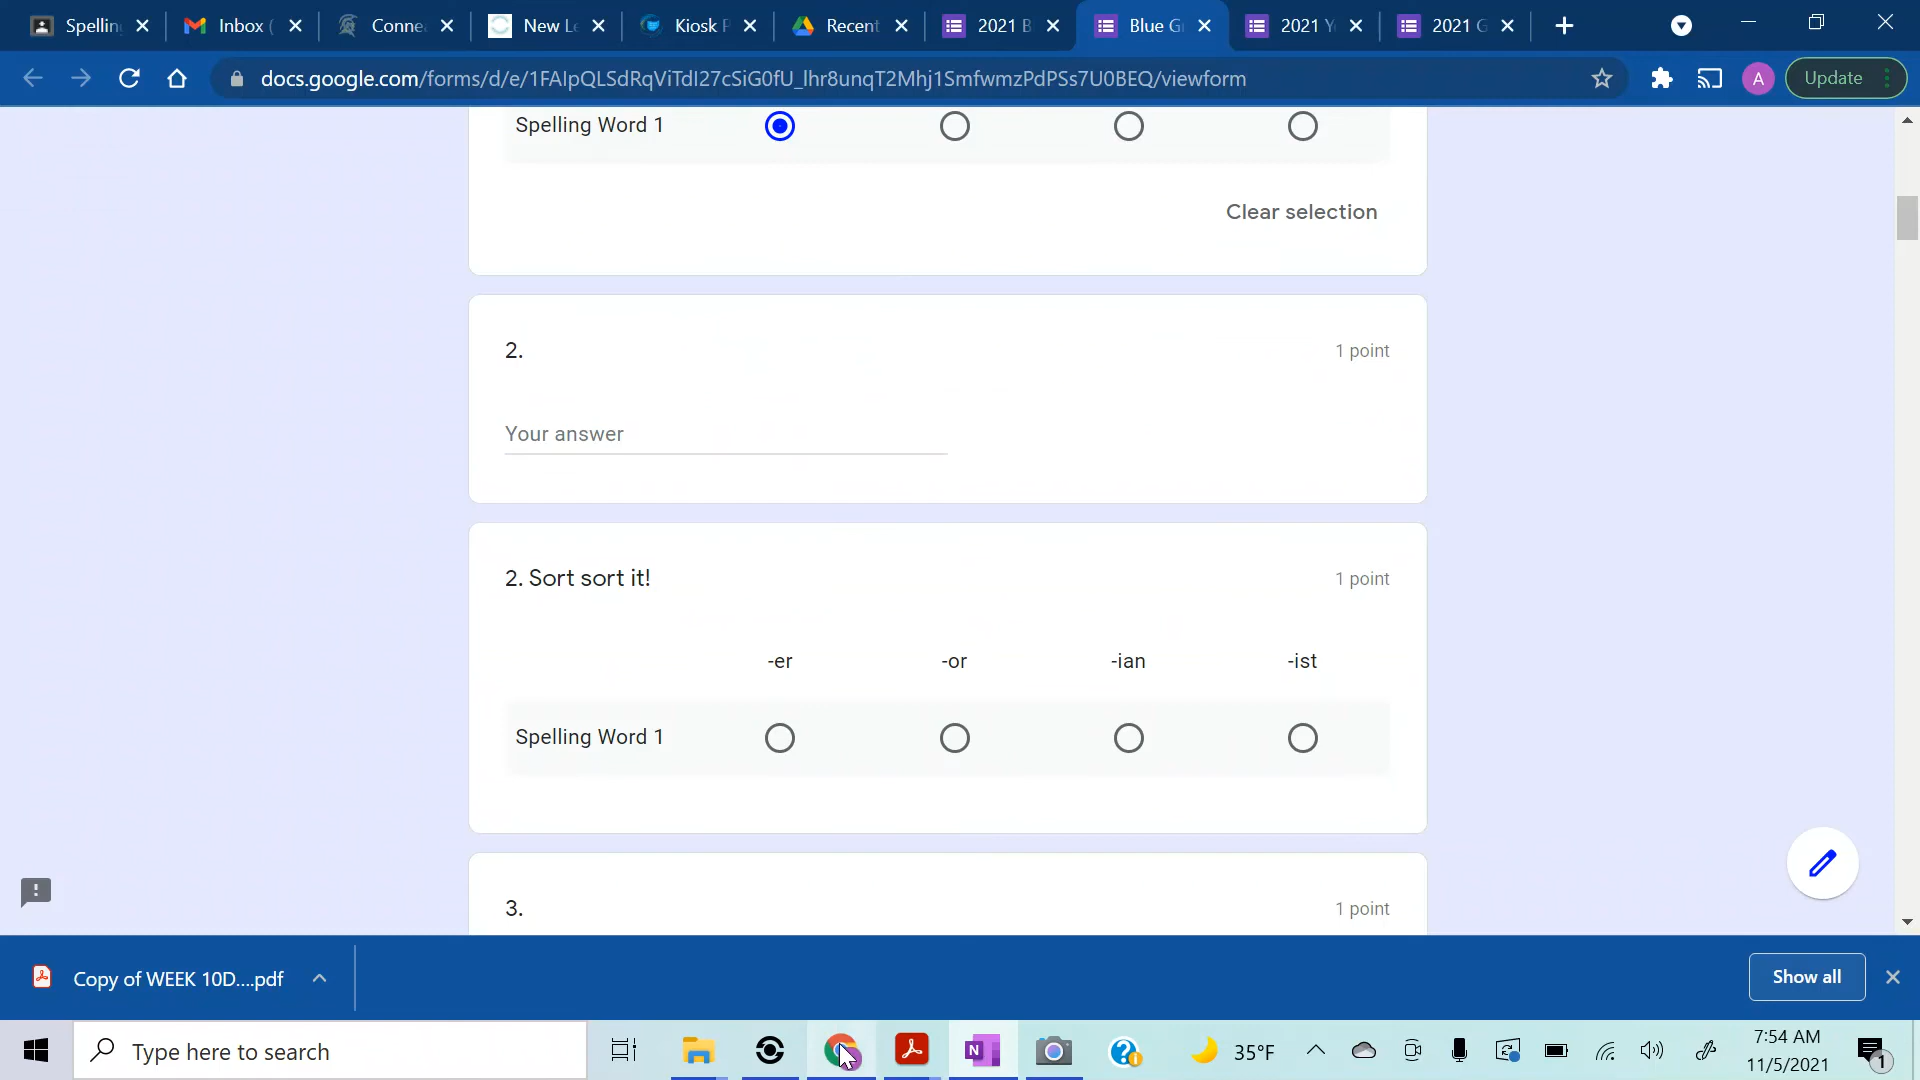 Spelling
Inbox (
Conne
New Le
Kiosk P
Recent
2021 B
Blue G
2021 Y
2021 G
docs.google.com/forms/d/e/1FAIpQLSdRqViTdI27cSiG0fU_lhr8unqT2Mhj1SmfwmzPdPSs7U0BEQ/viewform
A
Update
Spelling Word 1
Clear selection
2.
1 point
Your answer
2. Sort sort it!
1 point
-er -or -ian -ist
Spelling Word 1
3.
1 point
Copy of WEEK 10D....pdf
Show all
Type here to search
N
35°F
7:54 AM
11/5/2021
1